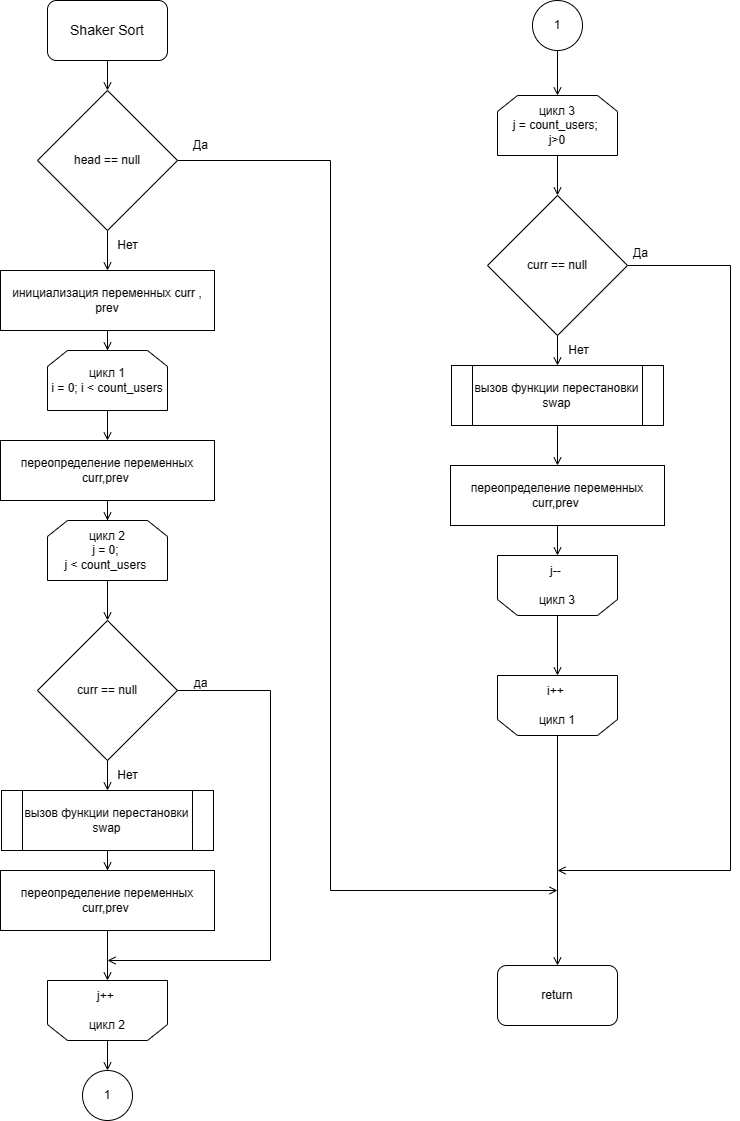 Shaker Sort
head == null
Да
Нет
инициализация переменных curr ,
prev
цикл 1
i = 0; i < count_users
переопределение переменных
curr,prev
цикл 2
j = 0;
j < count_users
curr == null
да
Нет
вызов функции перестановки
swap
переопределение переменных
curr,prev
j++
цикл 2
1
1
цикл 3
j = count_users;
j>0
curr == null
Да
Нет
вызов функции перестановки
swap
переопределение переменных
curr,prev
j--
цикл 3
i++
цикл 1
return